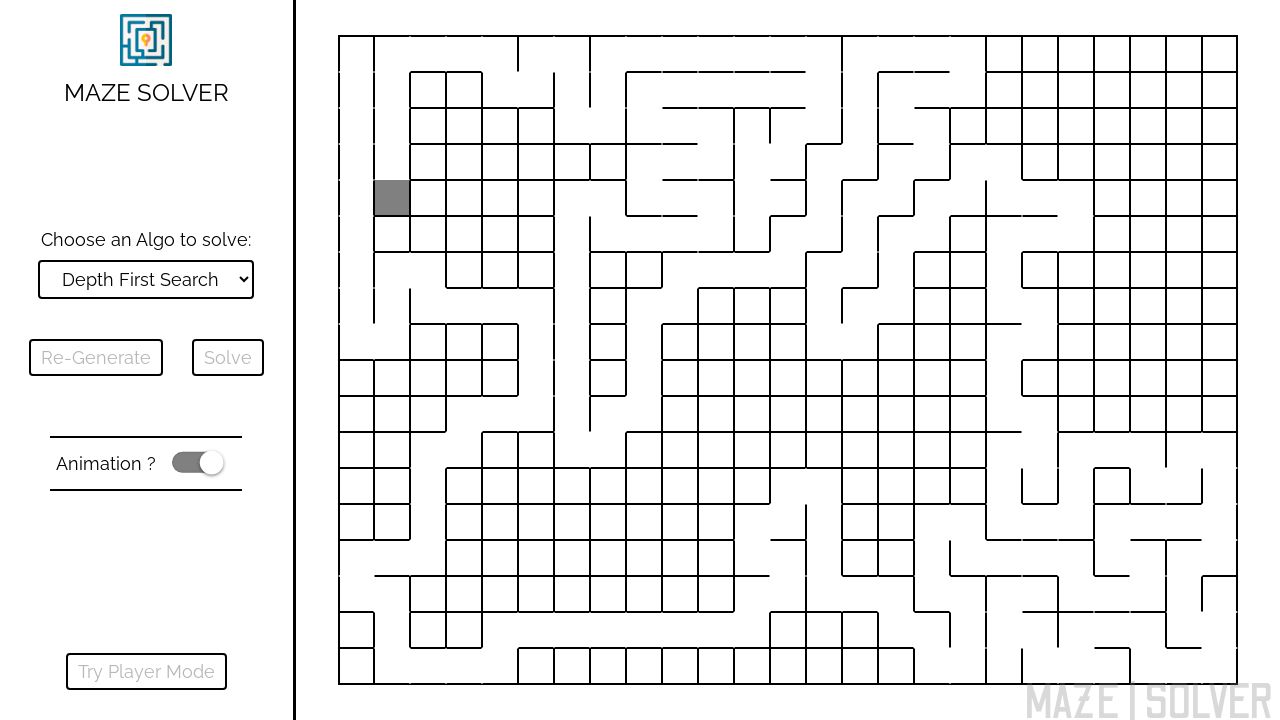 MAZE SOLVER
Choose an Algo to solve:
Depth First Search
Re-Generate
Solve
Animation ?
Try Player Mode
MAZE | SOLVER